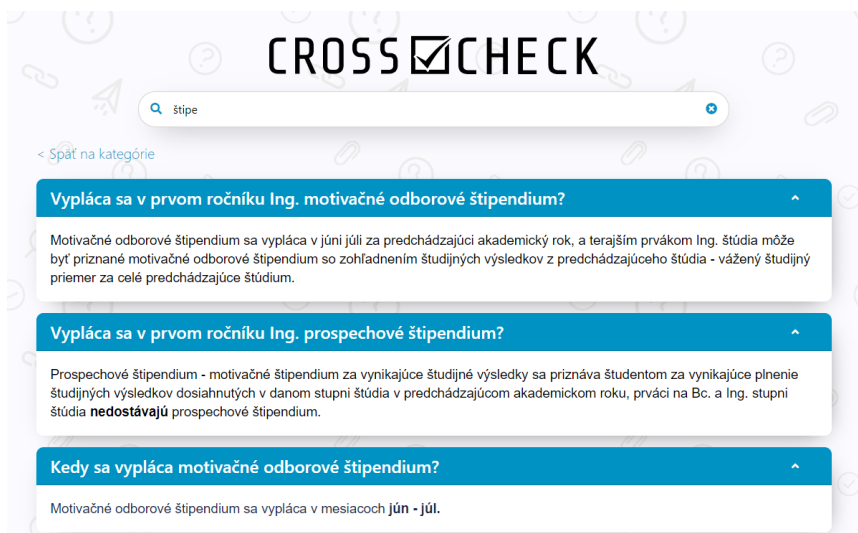 CROSS CHECK
štipe
< Späť na kategórie
Vypláca sa v prvom ročníku Ing. motivačné odborové štipendium?
Motivačné odborové štipendium sa vypláca v júni júli za predchádzajúci akademický rok, a terajším prvákom Ing. štúdia môže
byť priznané motivačné odborové štipendium so zohľadnením študijných výsledkov z predchádzajúceho štúdia - vážený študijný
priemer za celé predchádzajúce štúdium.
Vypláca sa v prvom ročníku Ing. prospechové štipendium?
Prospechové štipendium - motivačné štipendium za vynikajúce študijné výsledky sa priznáva študentom za vynikajúce plnenie
študijných výsledkov dosiahnutých v danom stupni štúdia v predchádzajúcom akademickom roku, prváci na Bc. a Ing. stupni
štúdia nedostávajú prospechové štipendium.
Kedy sa vypláca motivačné odborové štipendium?
Motivačné odborové štipendium sa vypláca v mesiacoch jún - júl.